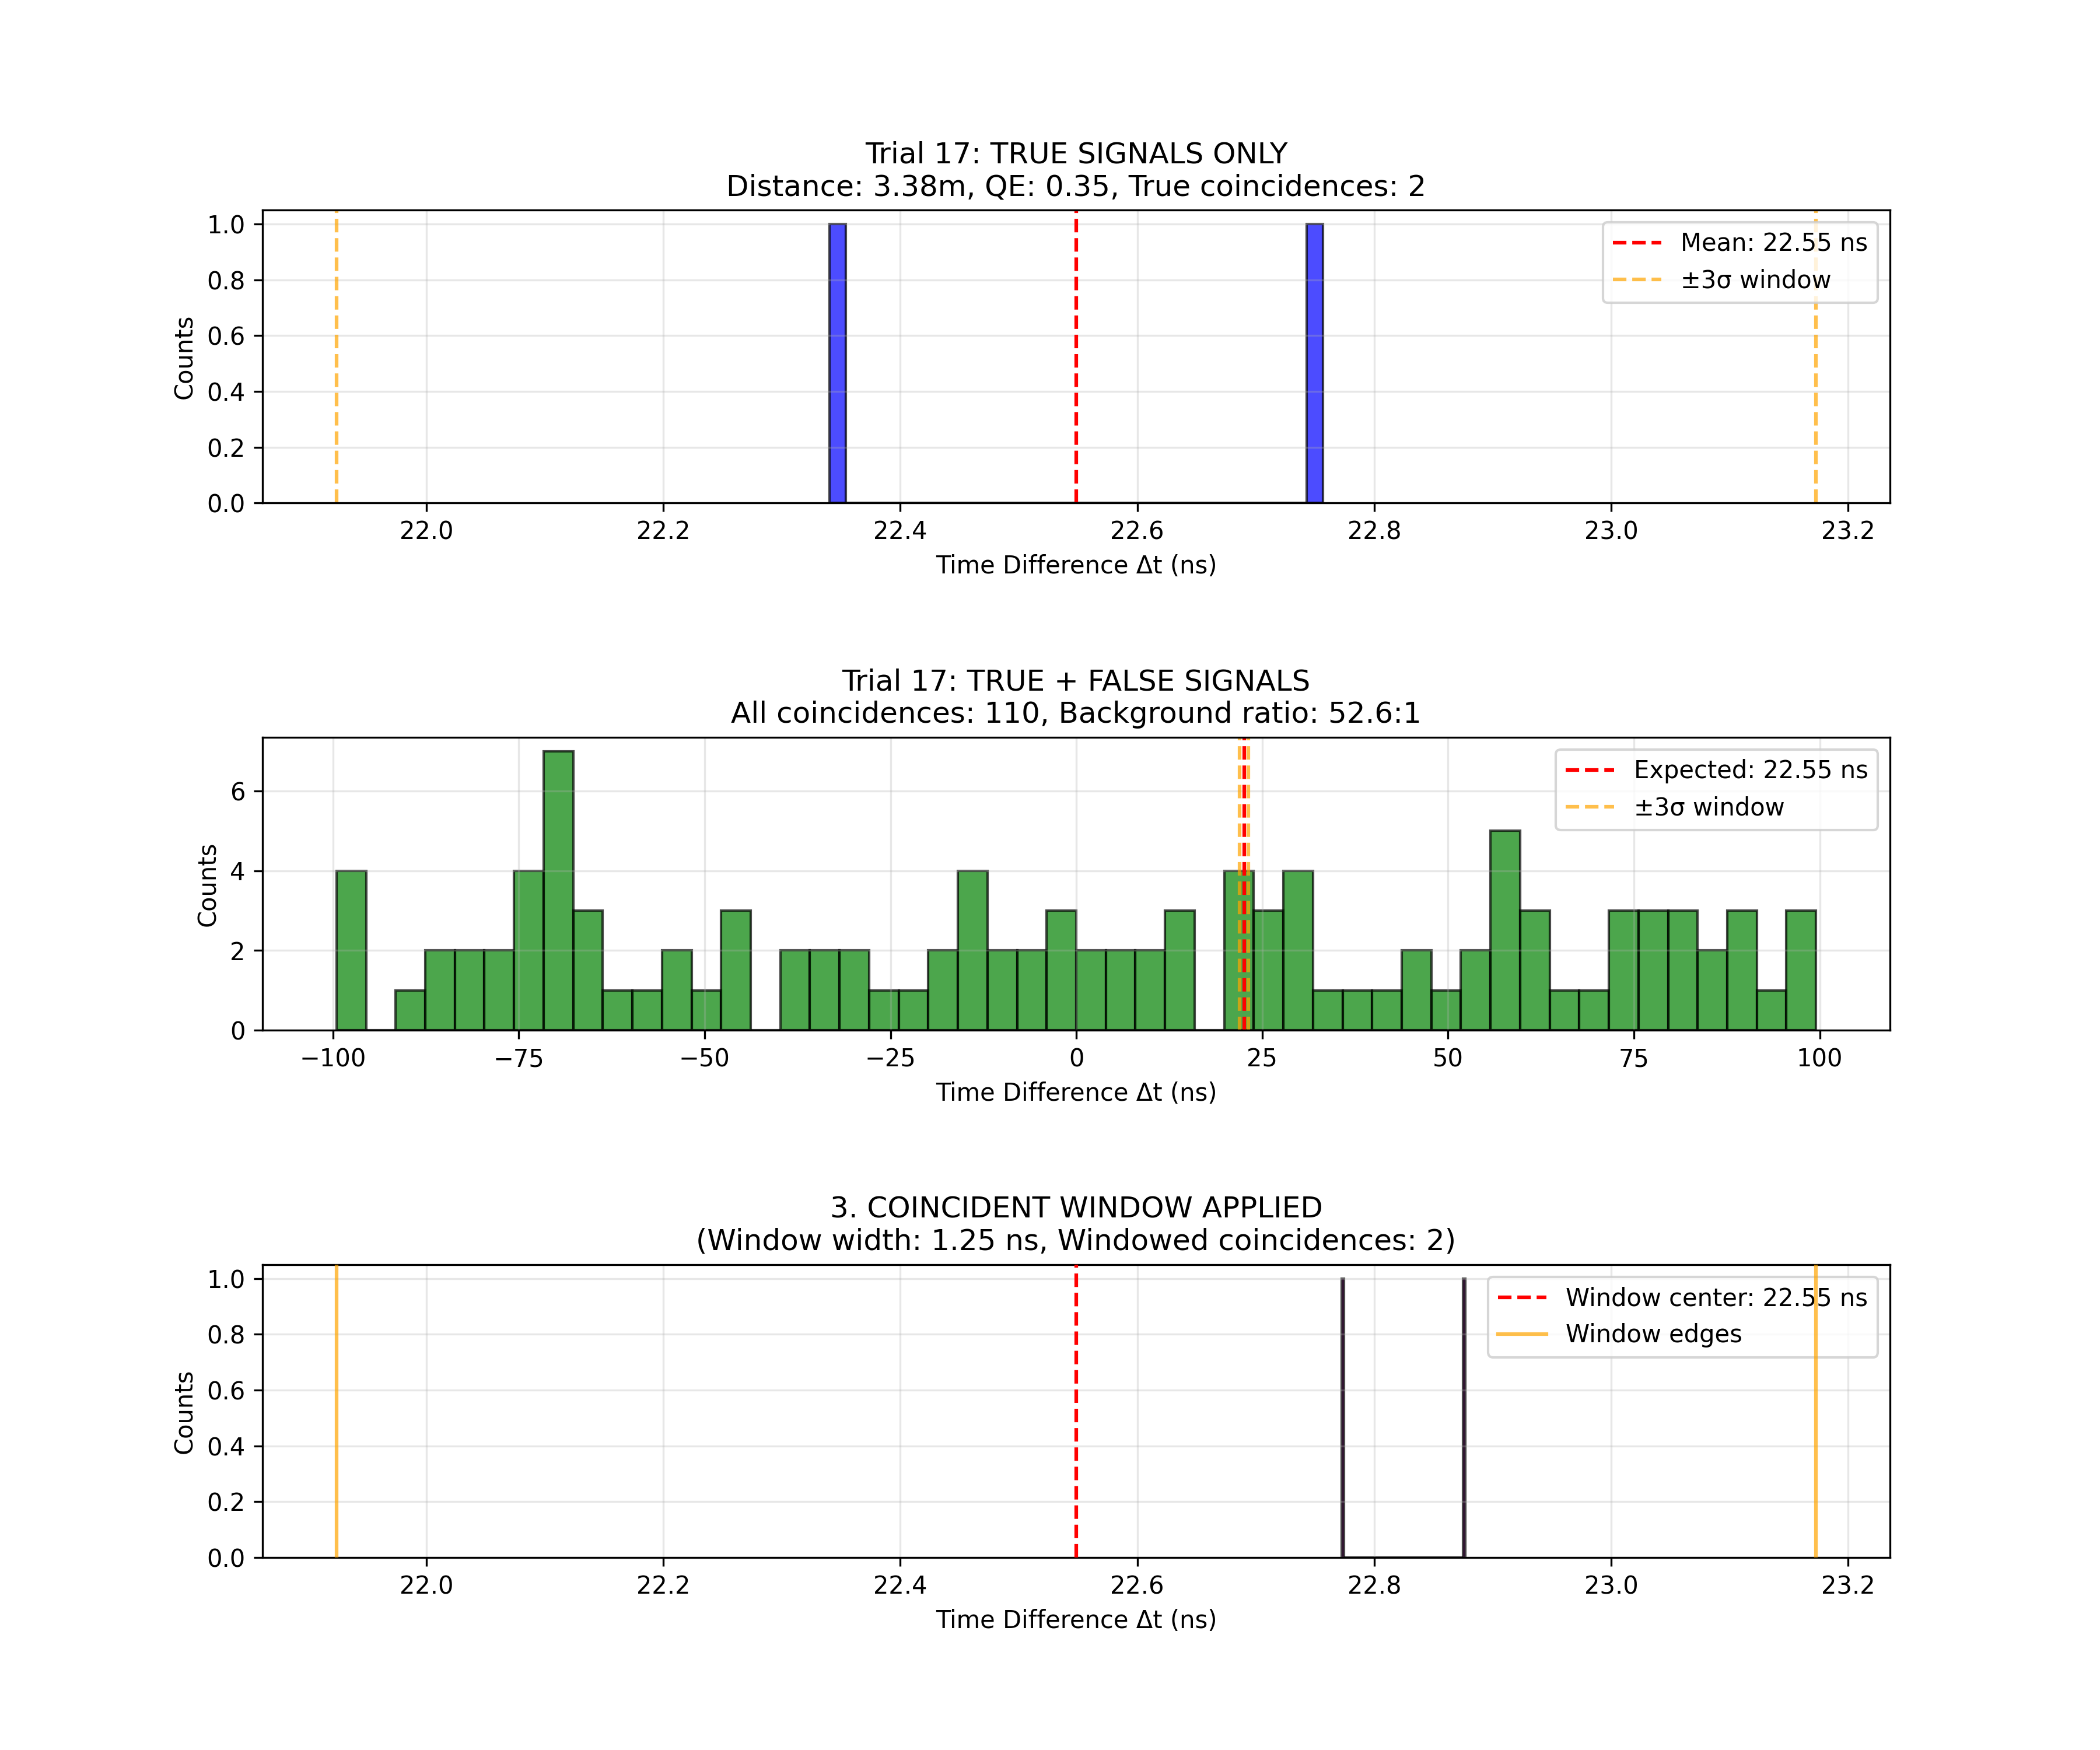 Trial 17: TRUE SIGNALS ONLY
Distance: 3.38m, QE: 0.35, True coincidences: 2
Counts
1.0
0.8
0.6
0.4
0.2
0.0
Mean: 22.55 ns
±3σ window
22.0 22.2 22.4 22.6 22.8 23.0 23.2
Time Difference Δt (ns)
Trial 17: TRUE + FALSE SIGNALS
All coincidences: 110, Background ratio: 52.6:1
Counts
6
4
2
0
Expected: 22.55 ns
±3σ window
−100 −75 −50 −25 0 25 50 75 100
Time Difference Δt (ns)
3. COINCIDENT WINDOW APPLIED
(Window width: 1.25 ns, Windowed coincidences: 2)
Counts
1.0
0.8
0.6
0.4
0.2
0.0
Window center: 22.55 ns
Window edges
22.0 22.2 22.4 22.6 22.8 23.0 23.2
Time Difference Δt (ns)